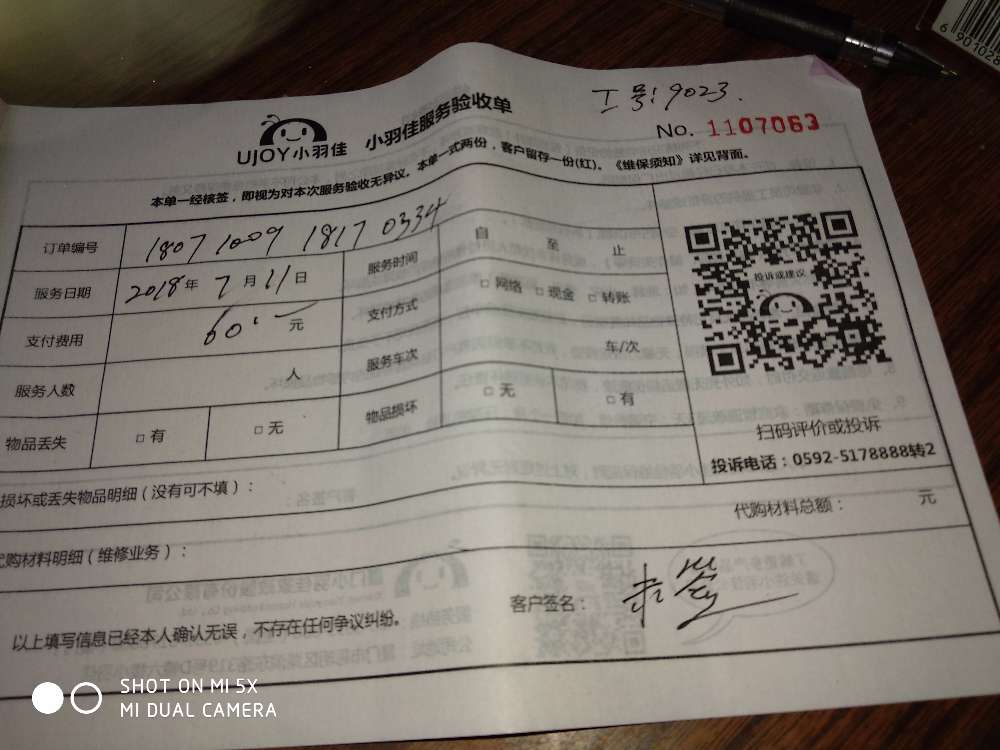 工号:9023.
UJOY小羽佳 小羽佳服务验收单
No. 1107063
本单一经核签，即视为对本次服务验收无异议。本单一式两份，客户留存一份(红)。《维保须知》详见背面。
订单编号 1807 1009 1817 0334 服务时间 自 至 止
服务日期 2018年 7月11日 支付方式 □ 网络 □ 现金 □ 转账
支付费用 60. 元 服务车次 车/次
服务人数 人 物品损坏 □ 无 □ 有
物品丢失 □ 有 □ 无
投诉或建议
扫码评价或投诉
投诉电话：0592-5178888转2
损坏或丢失物品明细（没有可不填）：
代购材料总额： 元
代购材料明细（维修业务）：
客户签名：
以上填写信息已经本人确认无误，不存在任何争议纠纷。
SHOT ON MI 5X
MI DUAL CAMERA